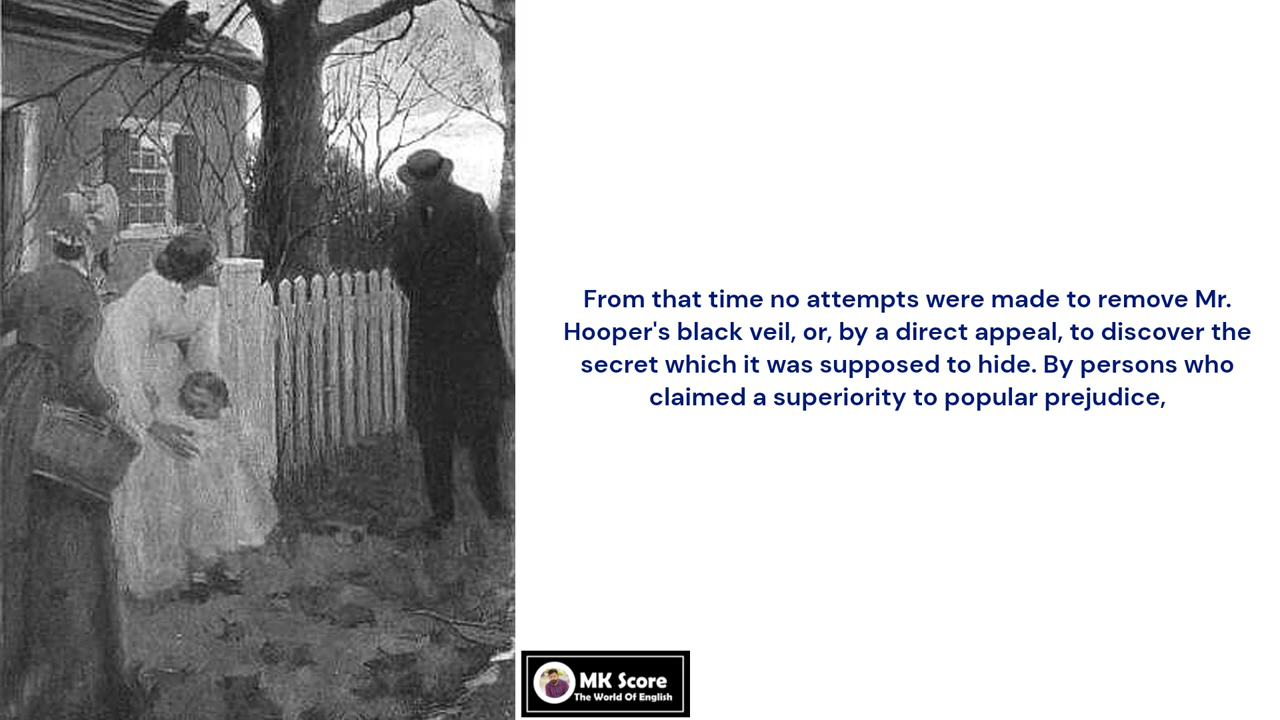 From that time no attempts were made to remove Mr.
Hooper's black veil, or, by a direct appeal, to discover the
secret which it was supposed to hide. By persons who
claimed a superiority to popular prejudice,
MK Score
The World Of English